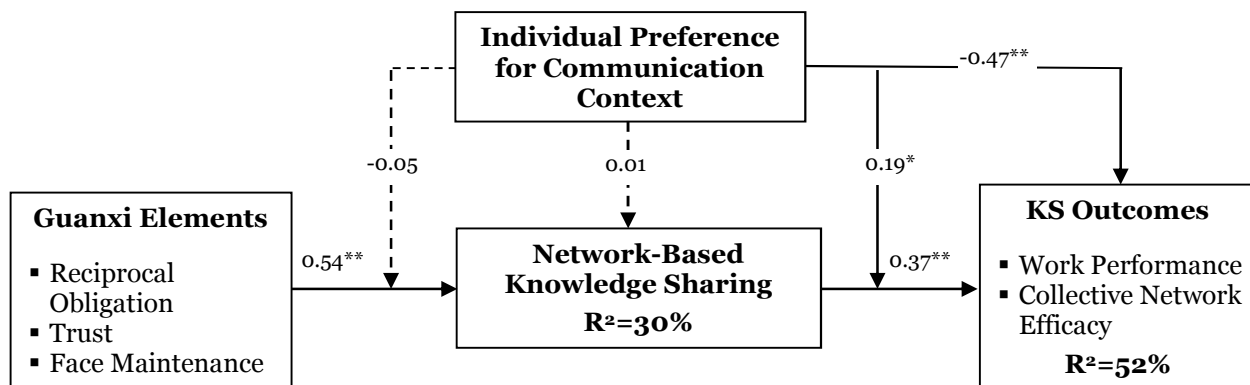 Individual Preference
for Communication
Context
-0.47**
-0.05
0.01
0.19*
Guanxi Elements
▪ Reciprocal
Obligation
▪ Trust
▪ Face Maintenance
0.54**
Network-Based
Knowledge Sharing
R²=30%
0.37**
KS Outcomes
▪ Work Performance
▪ Collective Network
Efficacy
R²=52%